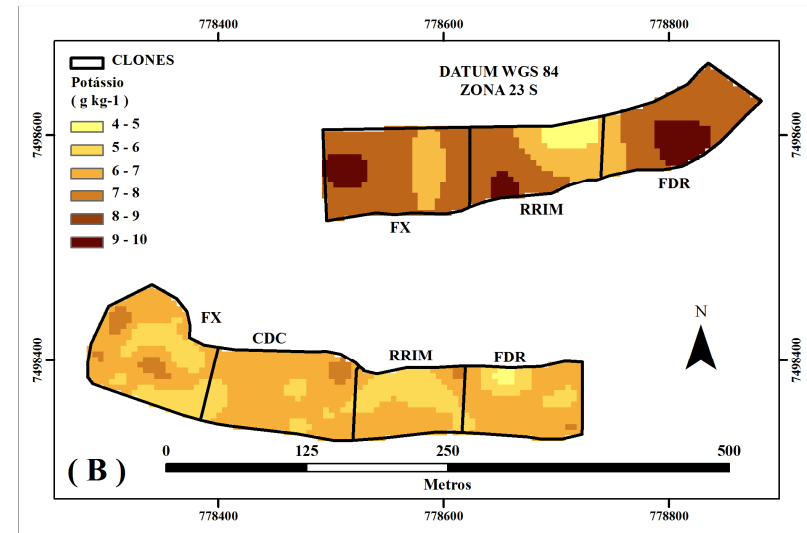 778400 778600 778800
CLONES
Potássio
( g kg-1 )
4 - 5
5 - 6
6 - 7
7 - 8
8 - 9
9 - 10
DATUM WGS 84
ZONA 23 S
7498600
7498600
FX
RRIM
FDR
FX
CDC
RRIM
FDR
N
7498400
7498400
( B )
0 125 250 500
Metros
778400 778600 778800